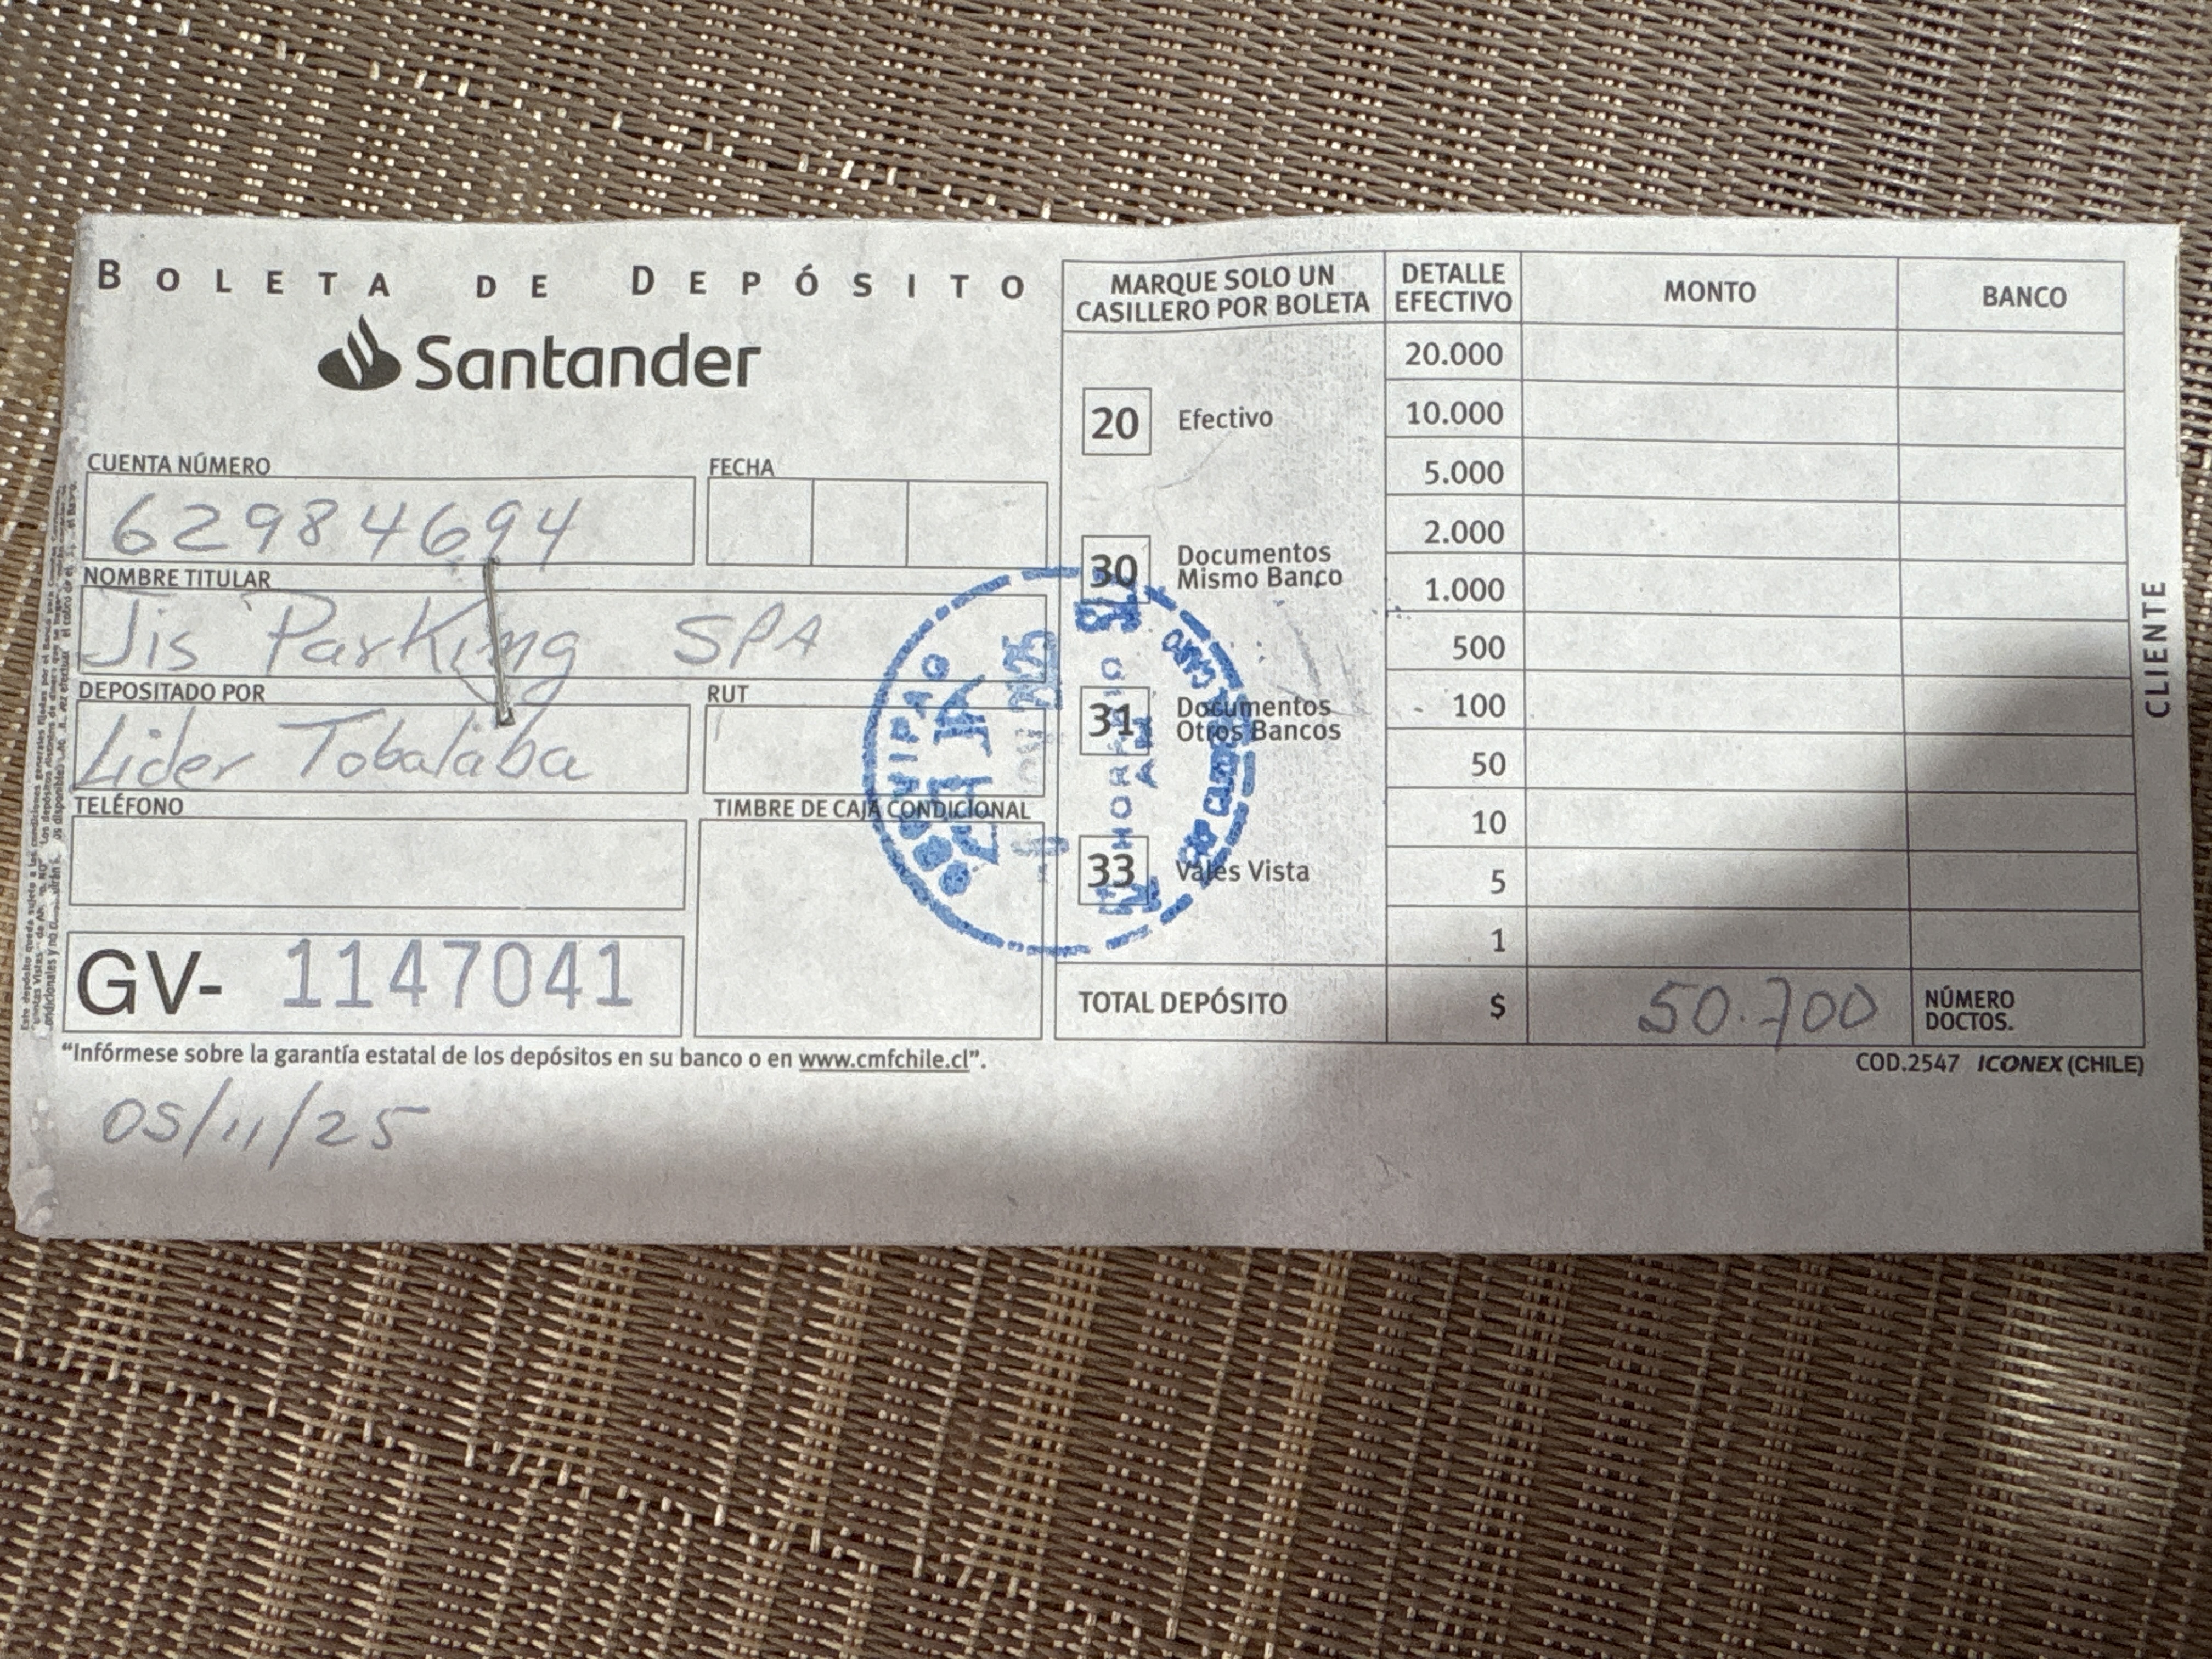 BOLETA DE DEPÓSITO
Santander
CUENTA NÚMERO
62984694
FECHA
NOMBRE TITULAR
Jis Parking SPA
DEPOSITADO POR
Lider Tobalaba
RUT
TELÉFONO
TIMBRE DE CAJA CONDICIONAL
GV- 1147041
"Infórmese sobre la garantía estatal de los depósitos en su banco o en www.cmfchile.cl".
05/11/25
MARQUE SOLO UN
CASILLERO POR BOLETA
20 Efectivo
30 Documentos
Mismo Banco
31 Documentos
Otros Bancos
33 Vales Vista
DETALLE
EFECTIVO
MONTO
BANCO
20.000
10.000
5.000
2.000
1.000
500
100
50
10
5
1
TOTAL DEPÓSITO $ 50.700
NÚMERO
DOCTOS.
COD.2547 ICONEX (CHILE)
CLIENTE